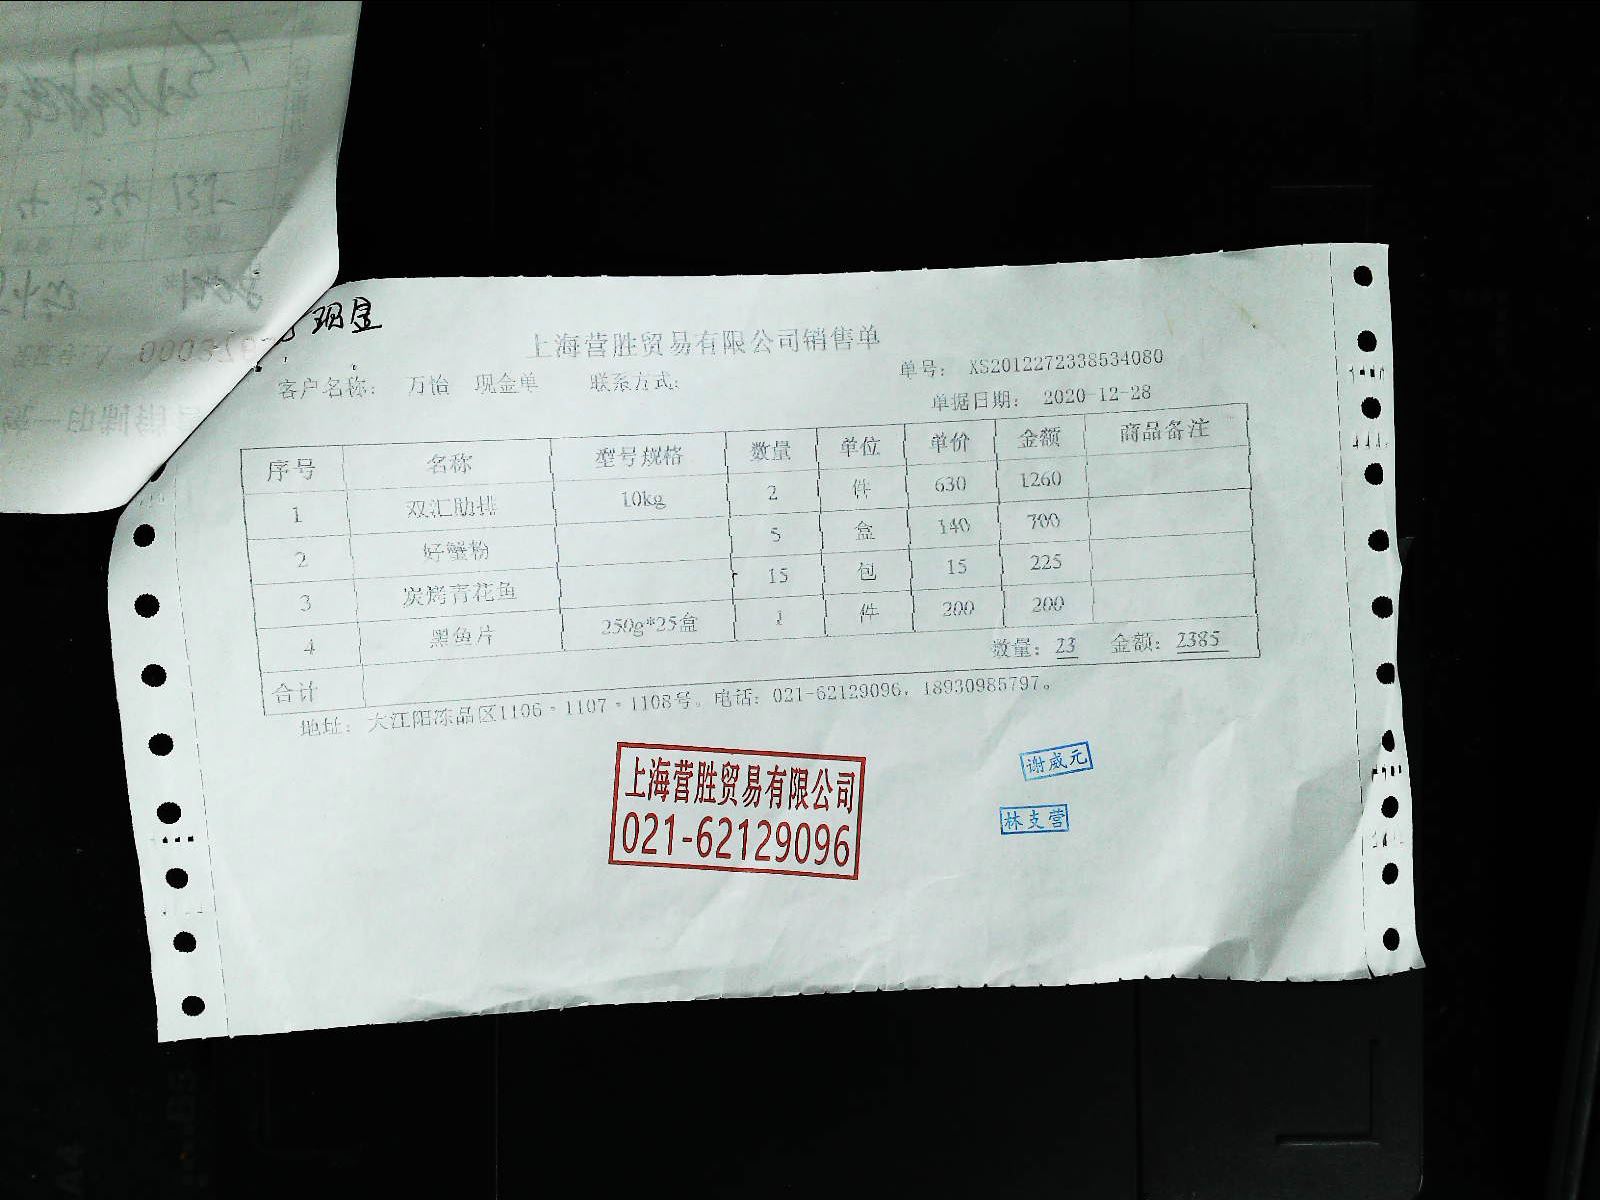 现金
上海营胜贸易有限公司销售单
单号： XS2012272338534080
客户名称： 万怡 现金单 联系方式：
单据日期： 2020-12-28
序号 名称 型号规格 数量 单位 单价 金额 商品备注
1 双汇肋排 10kg 2 件 630 1260
2 好蟹粉 5 盒 140 700
3 炭烤青花鱼 15 包 15 225
4 黑鱼片 250g*25盒 1 件 200 200
合计 数量：23 金额：2385
地址： 大江阳冻品区1106·1107·1108号。电话：021-62129096，18930985797。
上海营胜贸易有限公司
021-62129096
谢威元
林支营